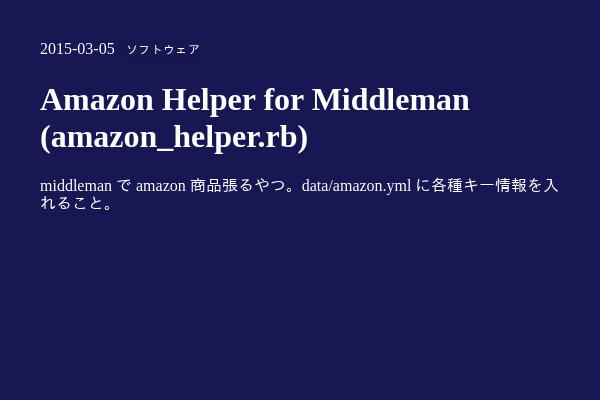 2015-03-05 ソフトウェア
Amazon Helper for Middleman
(amazon_helper.rb)
middleman で amazon 商品張るやつ。data/amazon.yml に各種キー情報を入
れること。